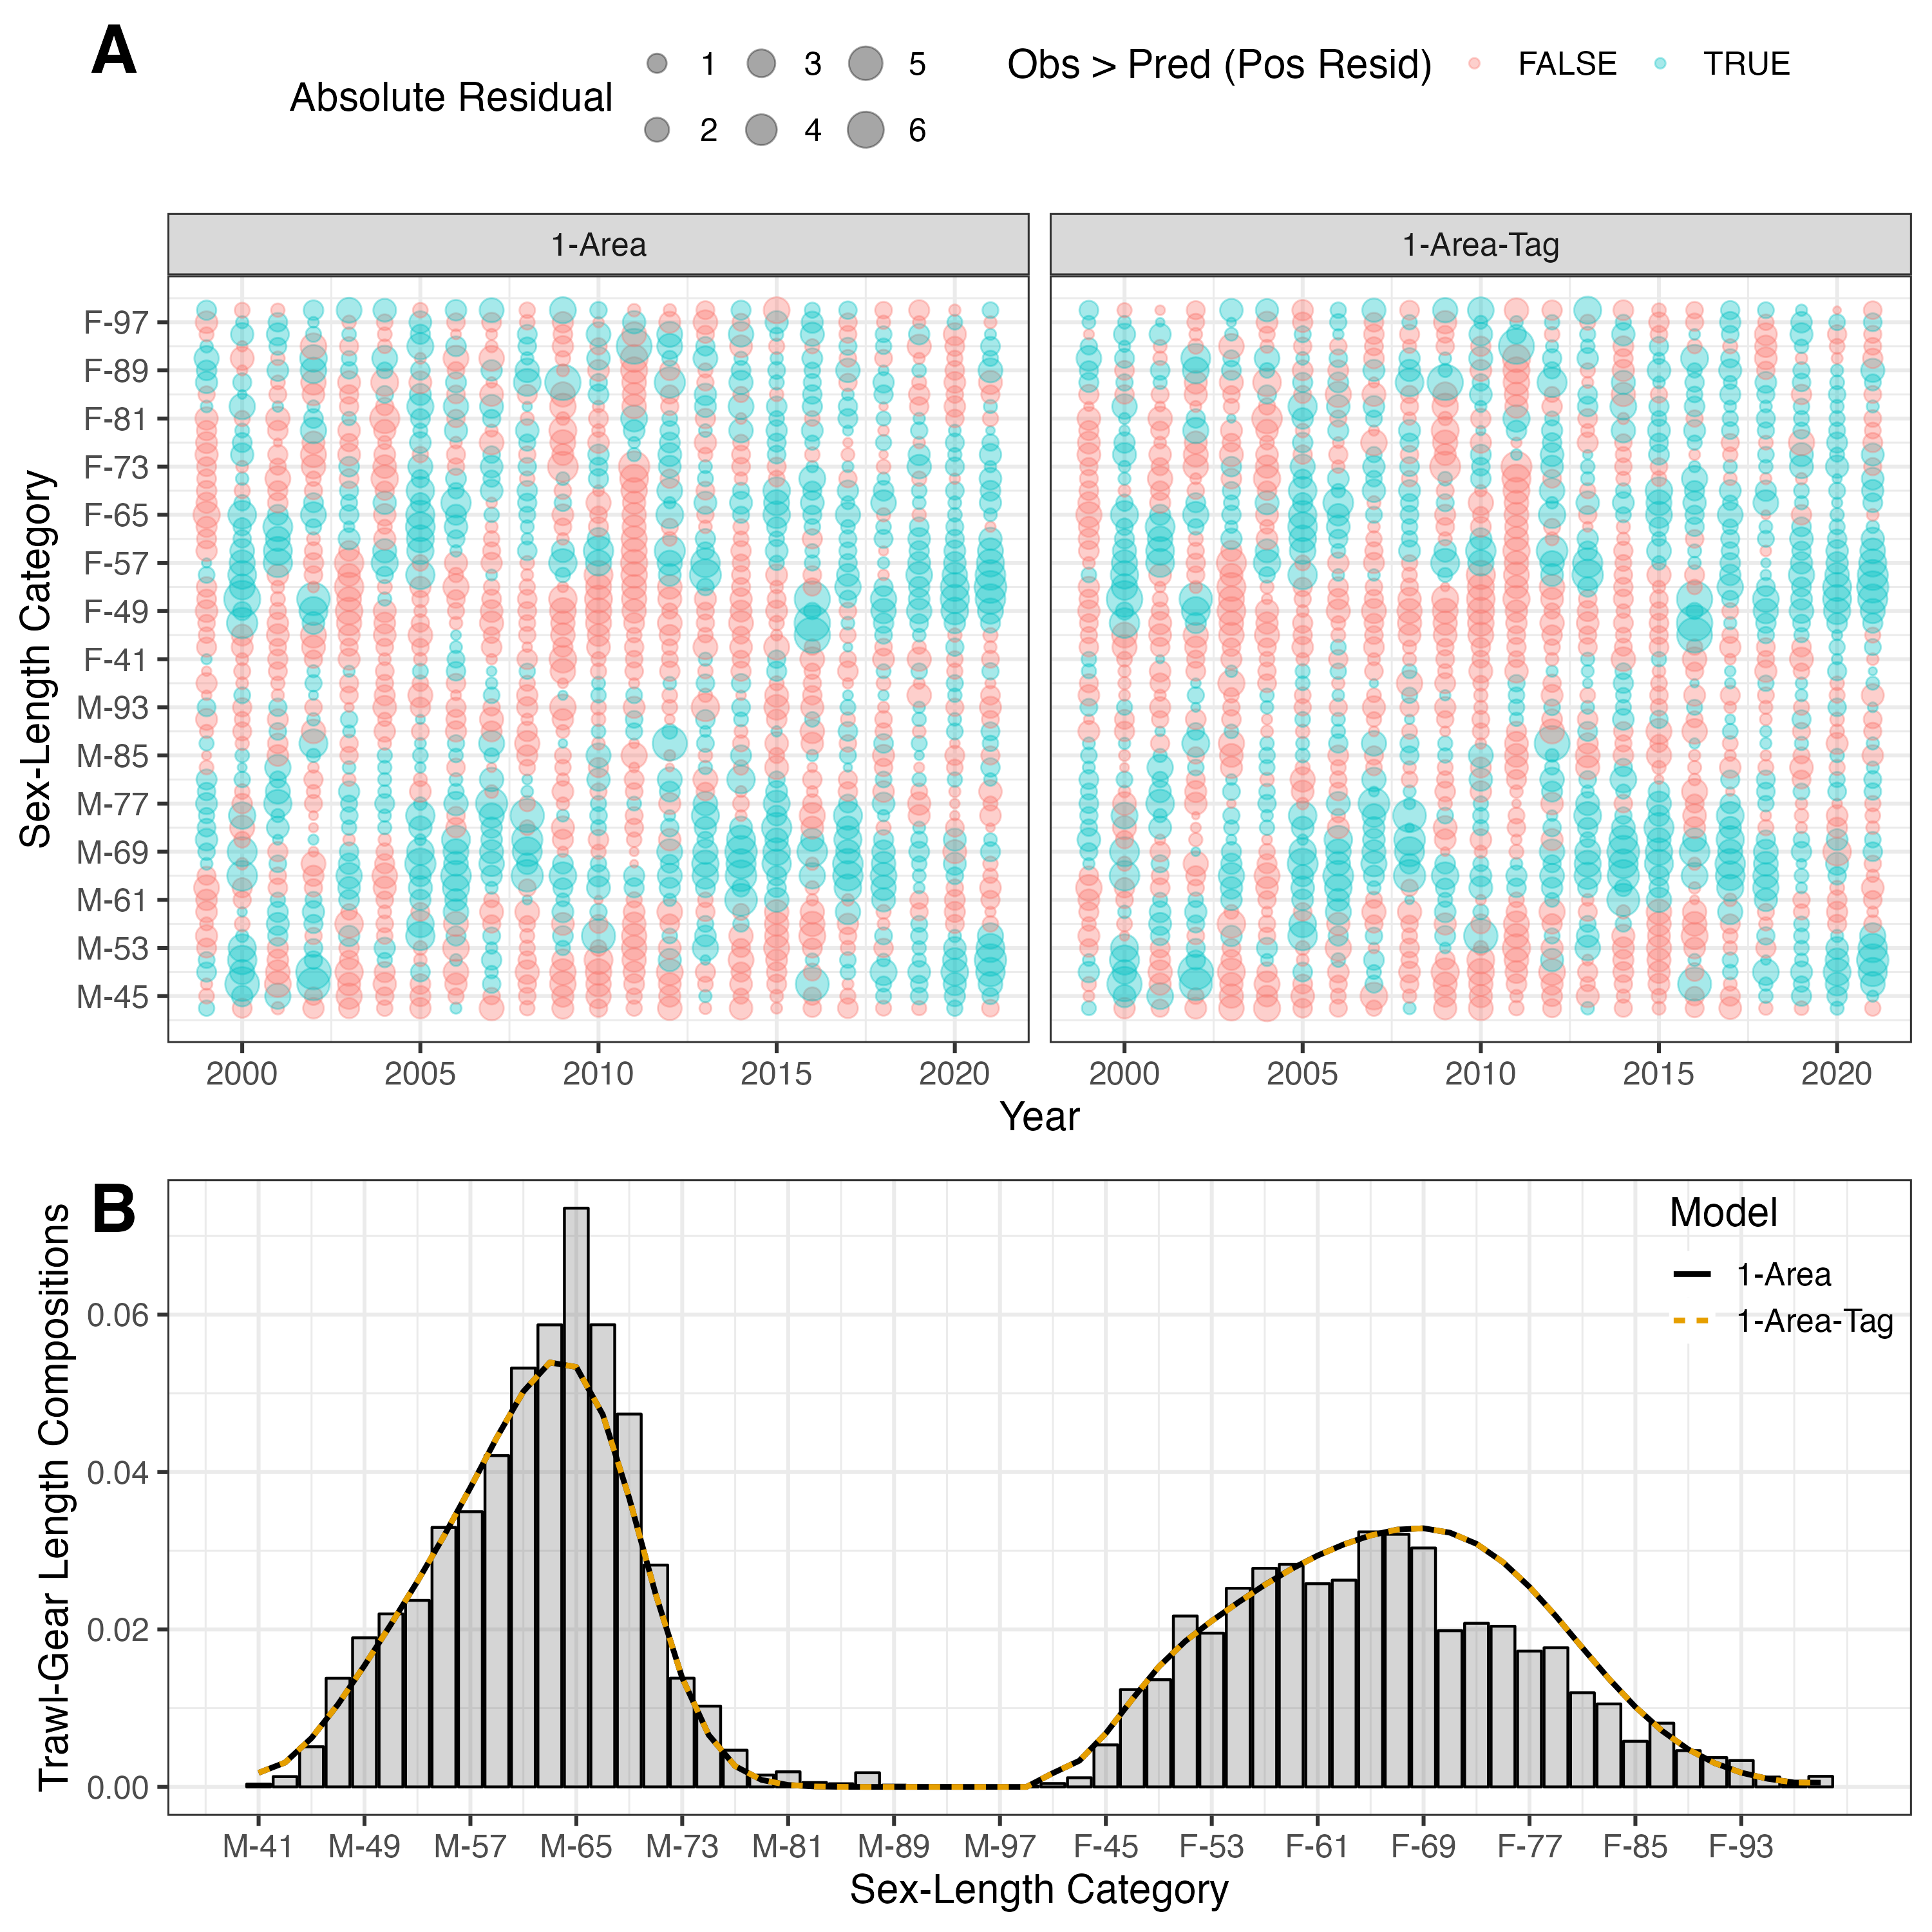 A
Absolute Residual
1 3 5
2 4 6
Obs > Pred (Pos Resid) FALSE TRUE
1-Area 1-Area-Tag
Sex-Length Category
F-97
F-89
F-81
F-73
F-65
F-57
F-49
F-41
M-93
M-85
M-77
M-69
M-61
M-53
M-45
2000 2005 2010 2015 2020 2000 2005 2010 2015 2020
Year
B
Trawl-Gear Length Compositions
0.06
0.04
0.02
0.00
Model
1-Area
1-Area-Tag
M-41 M-49 M-57 M-65 M-73 M-81 M-89 M-97 F-45 F-53 F-61 F-69 F-77 F-85 F-93
Sex-Length Category